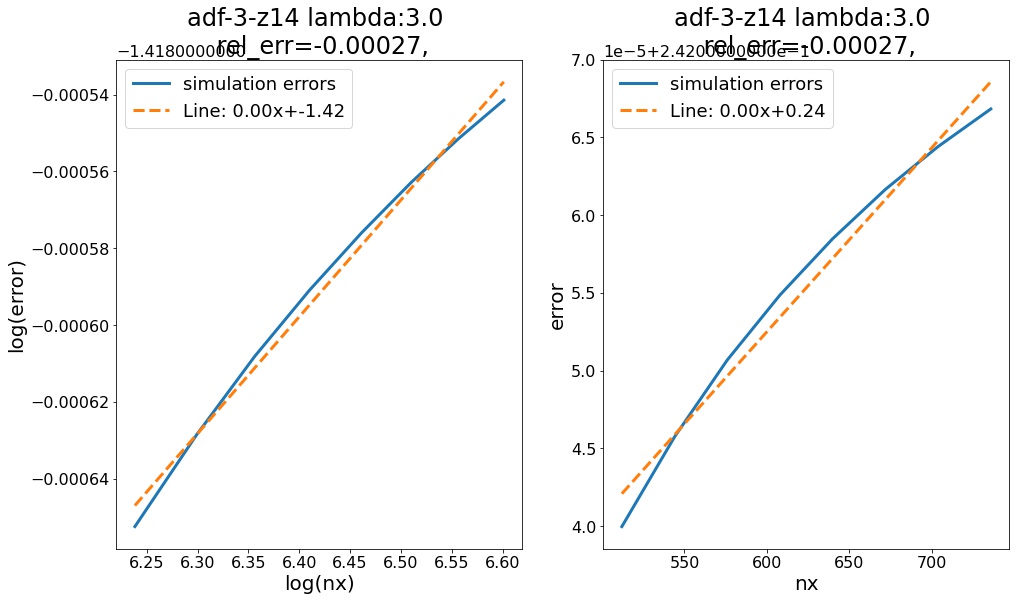 adf-3-z14 lambda:3.0
rel_err=-0.00027,
−1.4180000000
simulation errors
Line: 0.00x+-1.42
−0.00054
−0.00056
−0.00058
−0.00060
−0.00062
−0.00064
log(error)
6.25 6.30 6.35 6.40 6.45 6.50 6.55 6.60
log(nx)
adf-3-z14 lambda:3.0
rel_err=-0.00027,
1e−5+2.4200000000e−1
simulation errors
Line: 0.00x+0.24
7.0
6.5
6.0
5.5
5.0
4.5
4.0
error
550 600 650 700
nx